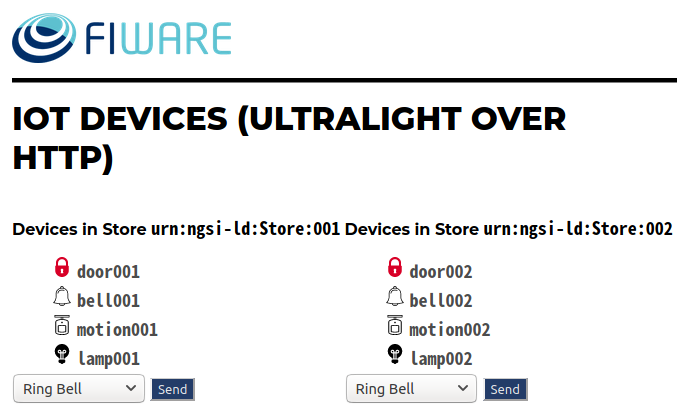 FIWARE
IOT DEVICES (ULTRALIGHT OVER
HTTP)
Devices in Store urn:ngsi-ld:Store:001
door001
bell001
motion001
lamp001
Ring Bell Send
Devices in Store urn:ngsi-ld:Store:002
door002
bell002
motion002
lamp002
Ring Bell Send